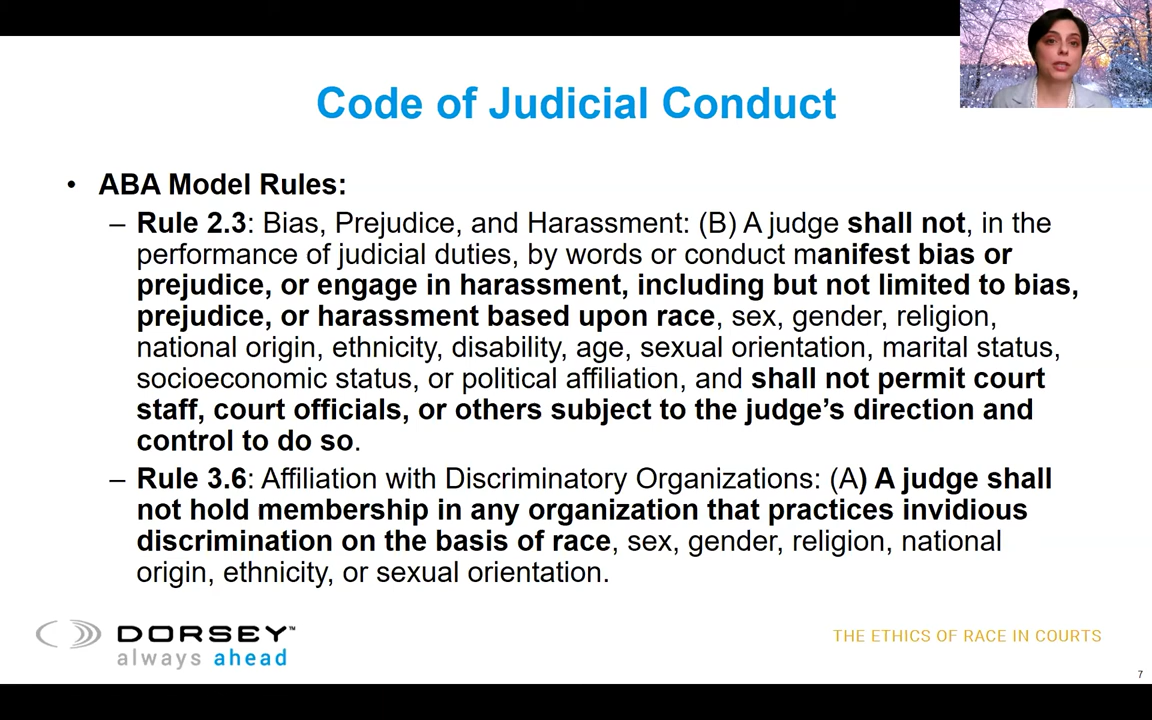 Code of Judicial Conduct
• ABA Model Rules:
– Rule 2.3: Bias, Prejudice, and Harassment: (B) A judge shall not, in the
performance of judicial duties, by words or conduct manifest bias or
prejudice, or engage in harassment, including but not limited to bias,
prejudice, or harassment based upon race, sex, gender, religion,
national origin, ethnicity, disability, age, sexual orientation, marital status,
socioeconomic status, or political affiliation, and shall not permit court
staff, court officials, or others subject to the judge’s direction and
control to do so.
– Rule 3.6: Affiliation with Discriminatory Organizations: (A) A judge shall
not hold membership in any organization that practices invidious
discrimination on the basis of race, sex, gender, religion, national
origin, ethnicity, or sexual orientation.
DORSEY™
always ahead
THE ETHICS OF RACE IN COURTS
7